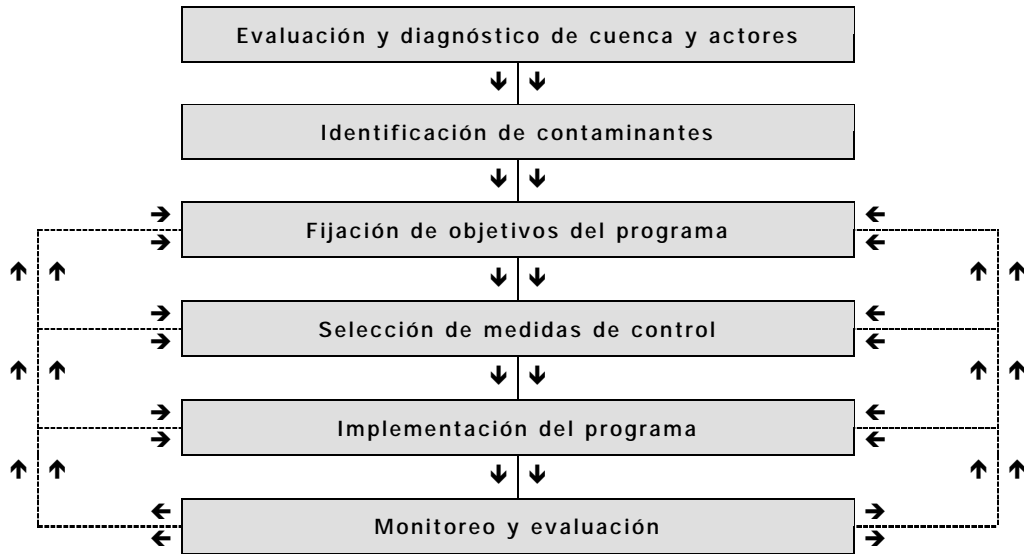 Evaluación y diagnóstico de cuenca y actores
Identificación de contaminantes
Fijación de objetivos del programa
Selección de medidas de control
Implementación del programa
Monitoreo y evaluación